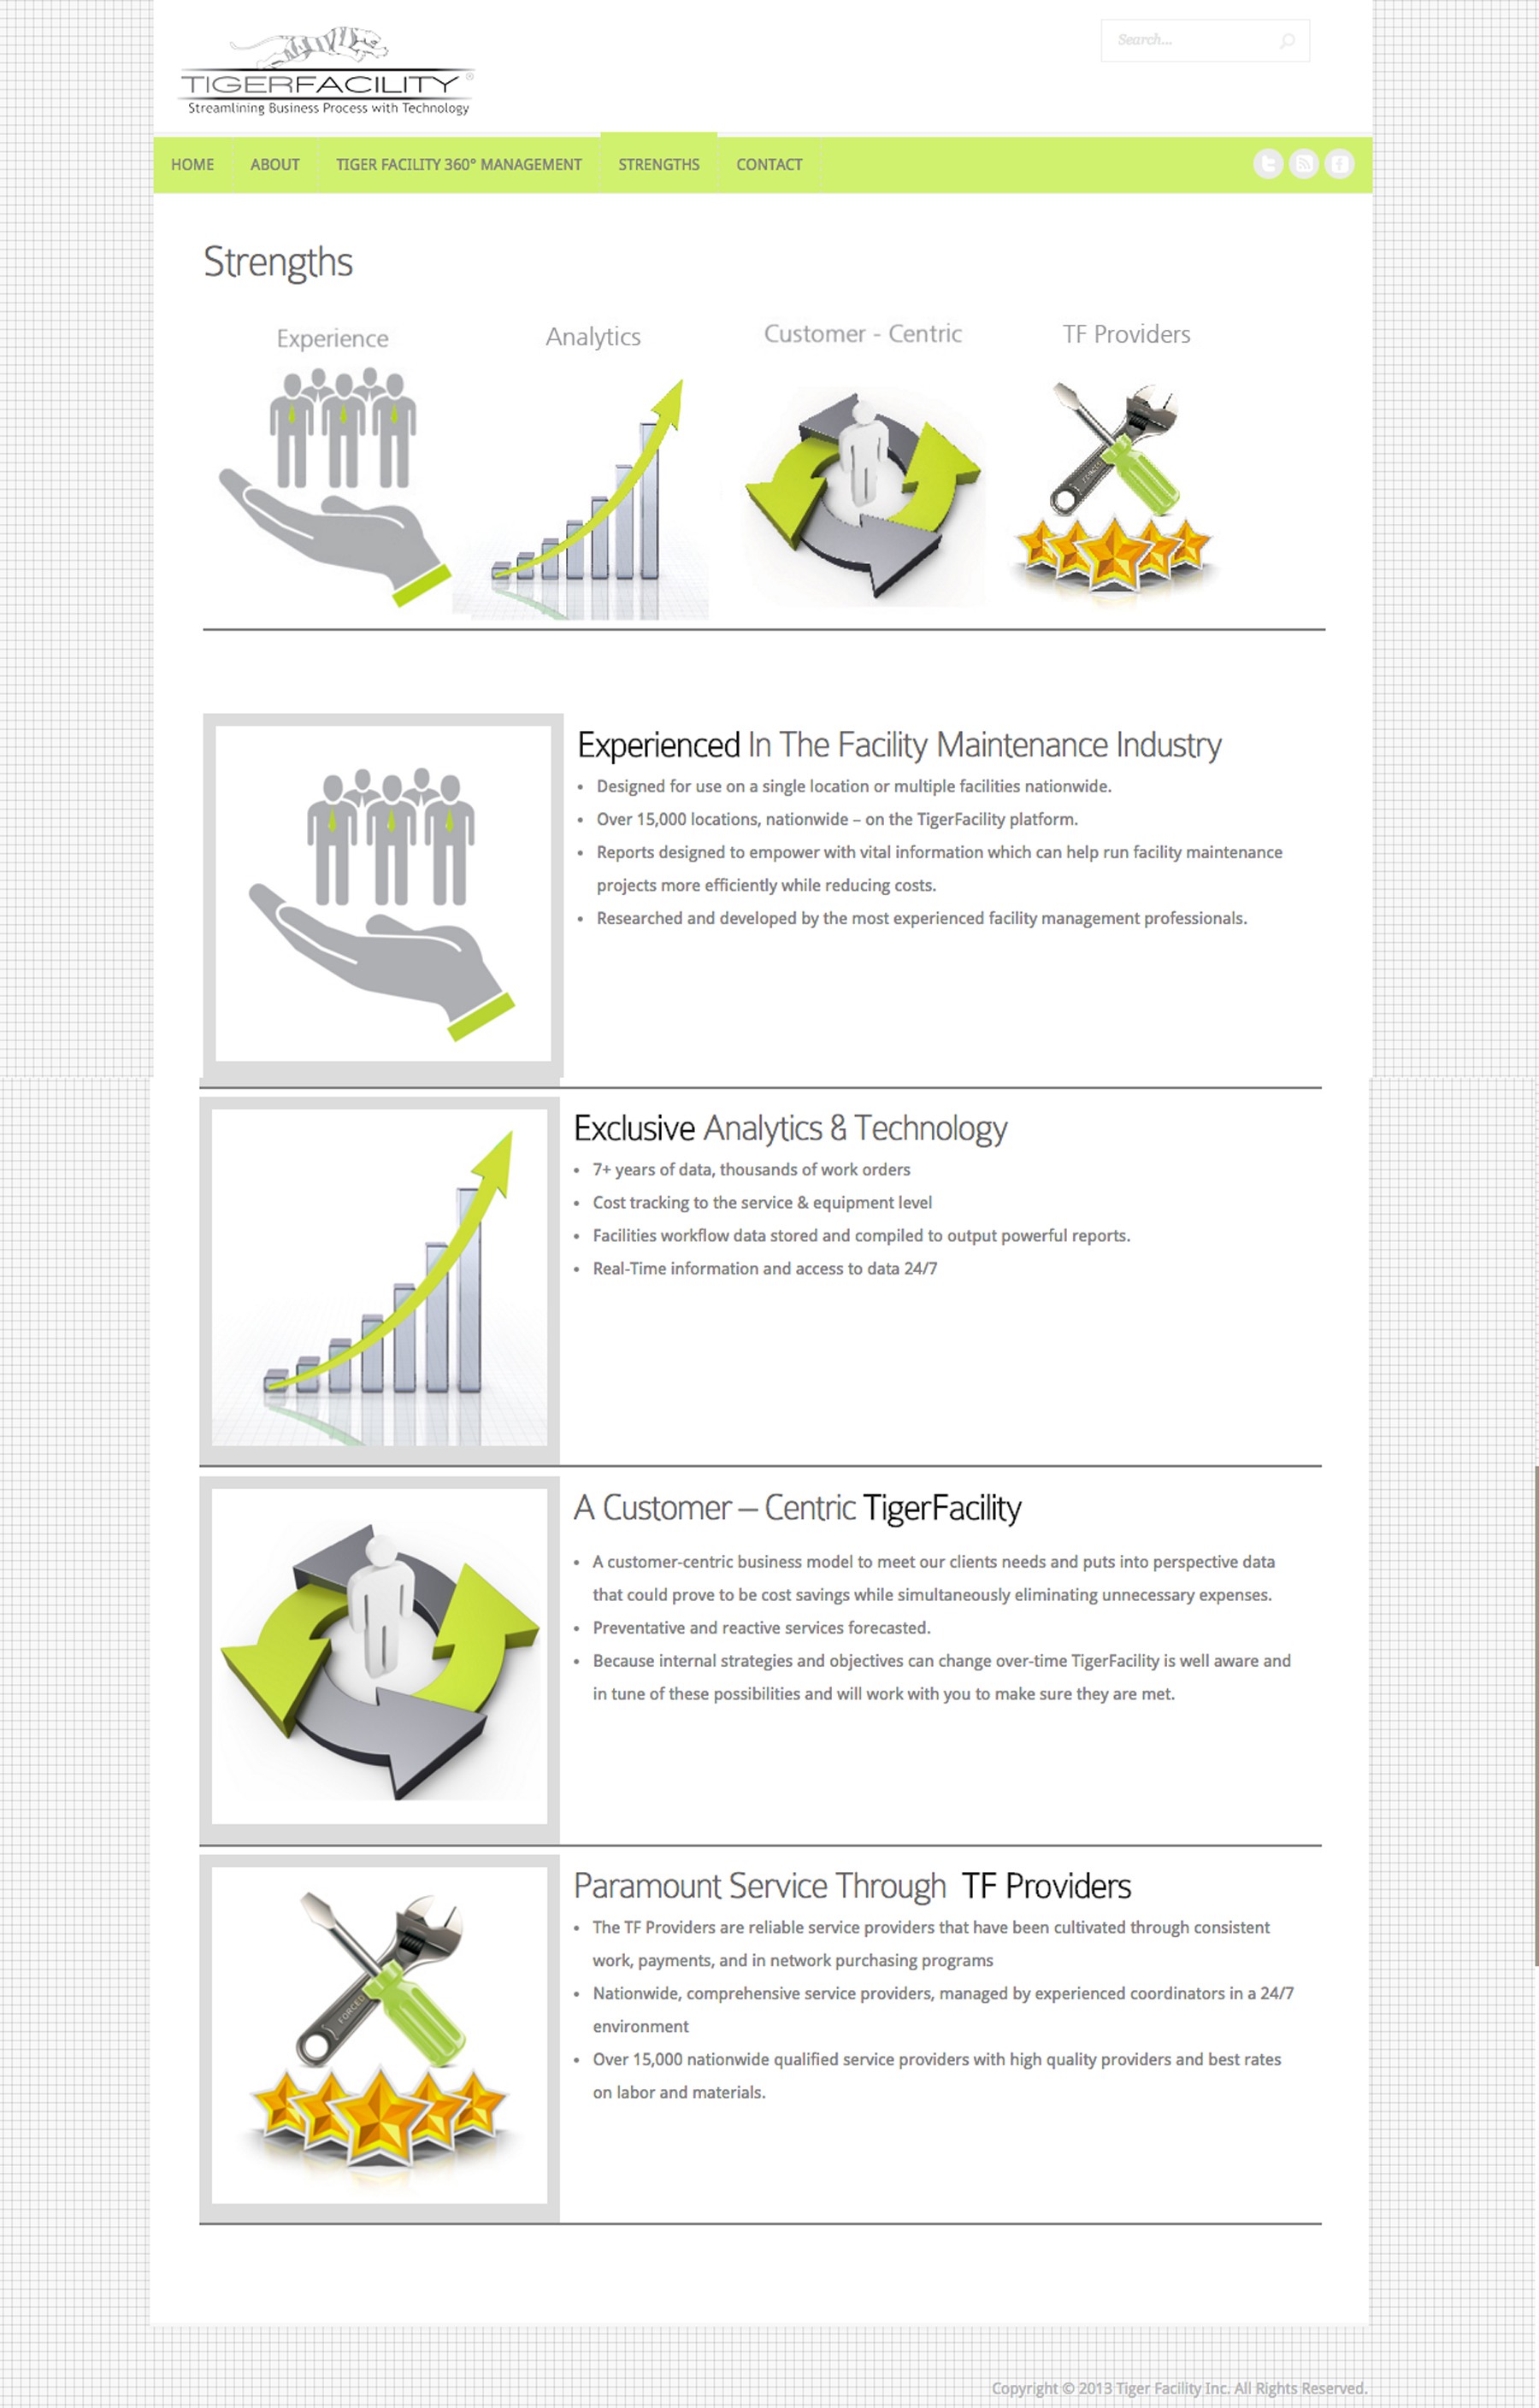 TIGERFACILITY®
Streamlining Business Process with Technology
Search...
HOME
ABOUT
TIGER FACILITY 360° MANAGEMENT
STRENGTHS
CONTACT
Strengths
Experience
Analytics
Customer - Centric
TF Providers
Experienced In The Facility Maintenance Industry
• Designed for use on a single location or multiple facilities nationwide.
• Over 15,000 locations, nationwide – on the TigerFacility platform.
• Reports designed to empower with vital information which can help run facility maintenance
projects more efficiently while reducing costs.
• Researched and developed by the most experienced facility management professionals.
Exclusive Analytics & Technology
• 7+ years of data, thousands of work orders
• Cost tracking to the service & equipment level
• Facilities workflow data stored and compiled to output powerful reports.
• Real-Time information and access to data 24/7
A Customer – Centric TigerFacility
• A customer-centric business model to meet our clients needs and puts into perspective data
that could prove to be cost savings while simultaneously eliminating unnecessary expenses.
• Preventative and reactive services forecasted.
• Because internal strategies and objectives can change over-time TigerFacility is well aware and
in tune of these possibilities and will work with you to make sure they are met.
FORCED
Paramount Service Through TF Providers
• The TF Providers are reliable service providers that have been cultivated through consistent
work, payments, and in network purchasing programs
• Nationwide, comprehensive service providers, managed by experienced coordinators in a 24/7
environment
• Over 15,000 nationwide qualified service providers with high quality providers and best rates
on labor and materials.
Copyright © 2013 Tiger Facility Inc. All Rights Reserved.